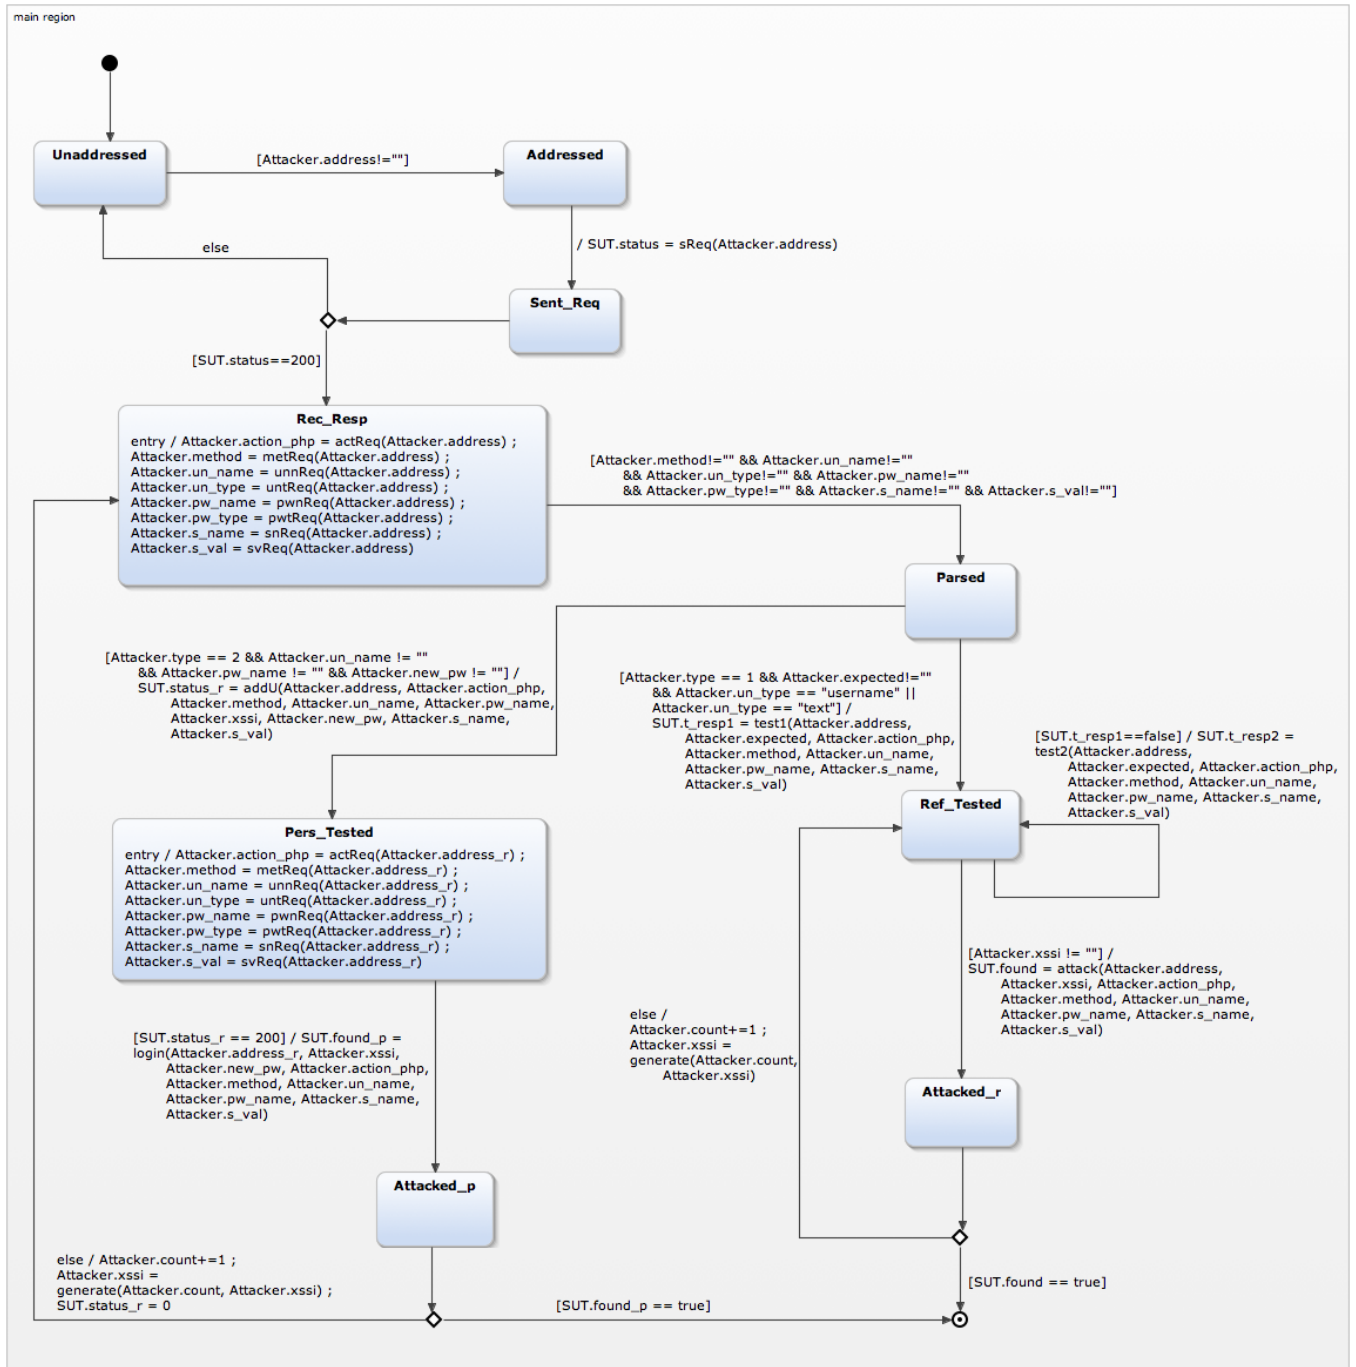 main region
Unaddressed
[Attacker.address!=""]
Addressed
else
/ SUT.status = sReq(Attacker.address)
Sent_Req
[SUT.status==200]
Rec_Resp
entry / Attacker.action_php = actReq(Attacker.address) ;
Attacker.method = metReq(Attacker.address) ;
Attacker.un_name = unnReq(Attacker.address) ;
Attacker.un_type = untReq(Attacker.address) ;
Attacker.pw_name = pwnReq(Attacker.address) ;
Attacker.pw_type = pwtReq(Attacker.address) ;
Attacker.s_name = snReq(Attacker.address) ;
Attacker.s_val = svReq(Attacker.address)
[Attacker.method!="" && Attacker.un_name!=""
&& Attacker.un_type!="" && Attacker.pw_name!=""
&& Attacker.pw_type!="" && Attacker.s_name!="" && Attacker.s_val!=""]
Parsed
[Attacker.type == 2 && Attacker.un_name != ""
&& Attacker.pw_name != "" && Attacker.new_pw != ""] /
SUT.status_r = addU(Attacker.address, Attacker.action_php,
Attacker.method, Attacker.un_name, Attacker.pw_name,
Attacker.xssi, Attacker.new_pw, Attacker.s_name,
Attacker.s_val)
[Attacker.type == 1 && Attacker.expected!=""
&& Attacker.un_type == "username" ||
Attacker.un_type == "text"] /
SUT.t_resp1 = test1(Attacker.address,
Attacker.expected, Attacker.action_php,
Attacker.method, Attacker.un_name,
Attacker.pw_name, Attacker.s_name,
Attacker.s_val)
[SUT.t_resp1==false] / SUT.t_resp2 =
test2(Attacker.address,
Attacker.expected, Attacker.action_php,
Attacker.method, Attacker.un_name,
Attacker.pw_name, Attacker.s_name,
Attacker.s_val)
Ref_Tested
Pers_Tested
entry / Attacker.action_php = actReq(Attacker.address_r) ;
Attacker.method = metReq(Attacker.address_r) ;
Attacker.un_name = unnReq(Attacker.address_r) ;
Attacker.un_type = untReq(Attacker.address_r) ;
Attacker.pw_name = pwnReq(Attacker.address_r) ;
Attacker.pw_type = pwtReq(Attacker.address_r) ;
Attacker.s_name = snReq(Attacker.address_r) ;
Attacker.s_val = svReq(Attacker.address_r)
[Attacker.xssi != ""] /
SUT.found = attack(Attacker.address,
Attacker.xssi, Attacker.action_php,
Attacker.method, Attacker.un_name,
Attacker.pw_name, Attacker.s_name,
Attacker.s_val)
else /
Attacker.count+=1 ;
Attacker.xssi =
generate(Attacker.count,
Attacker.xssi)
[SUT.status_r == 200] / SUT.found_p =
login(Attacker.address_r, Attacker.xssi,
Attacker.new_pw, Attacker.action_php,
Attacker.method, Attacker.un_name,
Attacker.pw_name, Attacker.s_name,
Attacker.s_val)
Attacked_r
Attacked_p
else / Attacker.count+=1 ;
Attacker.xssi =
generate(Attacker.count, Attacker.xssi) ;
SUT.status_r = 0
[SUT.found == true]
[SUT.found_p == true]